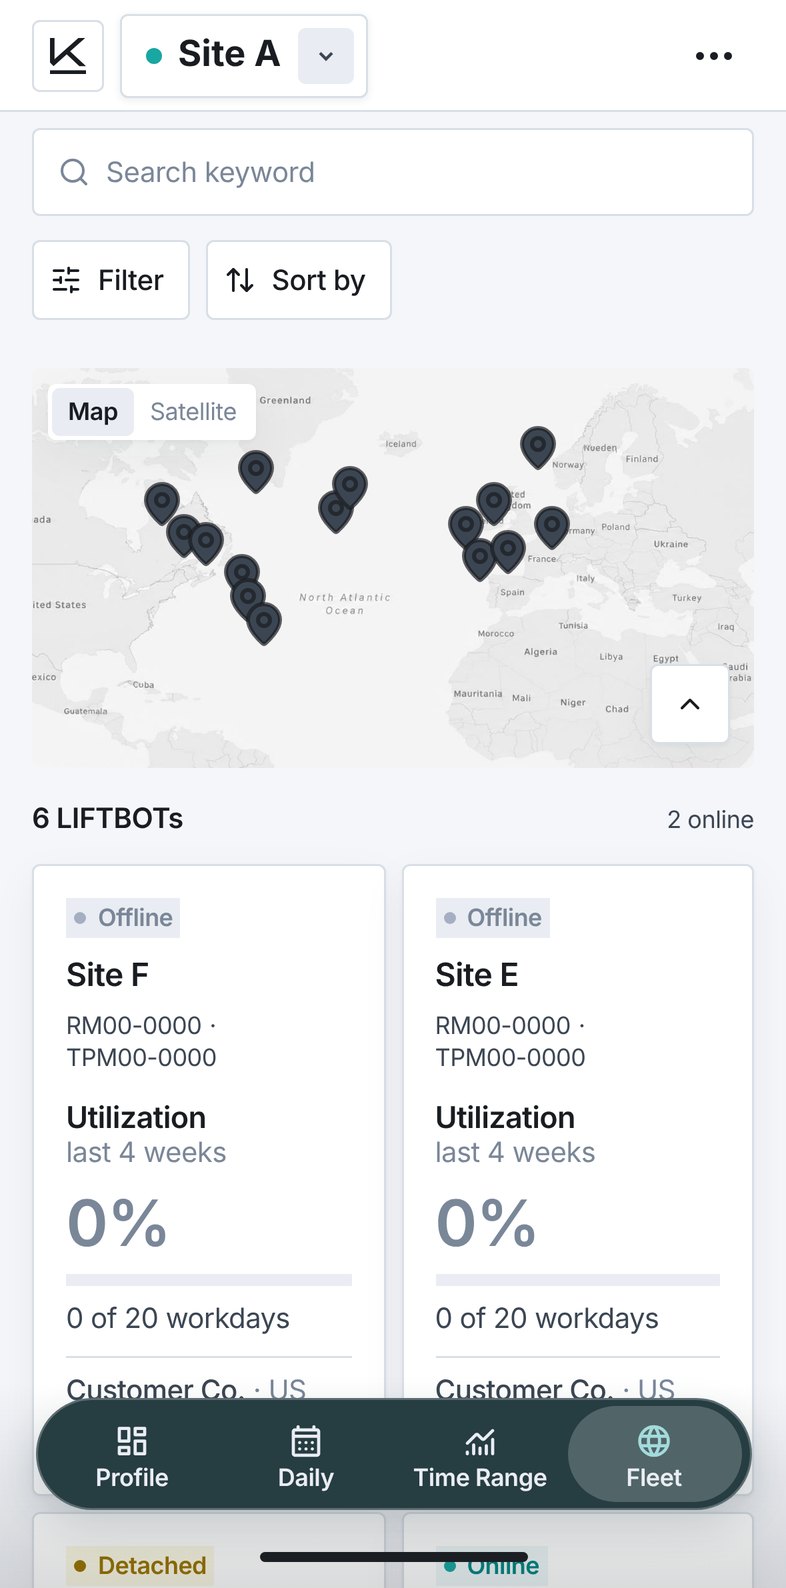 Site A
Search keyword
Filter
Sort by
Map
Satellite
Greenland
Iceland
Norway
Finland
ada
Poland
Ukraine
France
Italy
Spain
Turkey
ited States
North Atlantic
Ocean
Morocco
Tunisia
Iraq
Algeria
Libya
Egypt
exico
Cuba
Mauritania
Mali
Niger
Chad
Guatemala
6 LIFTBOTs
2 online
Offline
Site F
RM00-0000 ·
TPM00-0000
Utilization
last 4 weeks
0%
0 of 20 workdays
Customer Co. · US
Offline
Site E
RM00-0000 ·
TPM00-0000
Utilization
last 4 weeks
0%
0 of 20 workdays
Customer Co. · US
Profile
Daily
Time Range
Fleet
Detached
Online